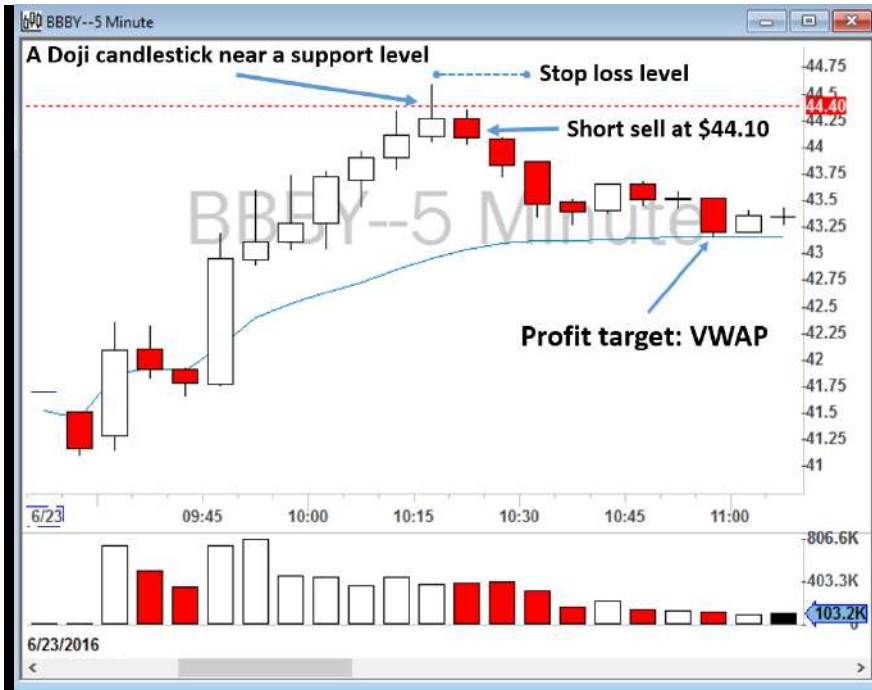 BBBY--5 Minute
A Doji candlestick near a support level
Stop loss level
Short sell at $44.10
BBBY--5 Minute
Profit target: VWAP
44.75
44.5
44.40
44.25
44
43.75
43.5
43.25
43
42.75
42.5
42.25
42
41.75
41.5
41.25
41
6/23 09:45 10:00 10:15 10:30 10:45 11:00
806.6K
403.3K
103.2K
0
6/23/2016